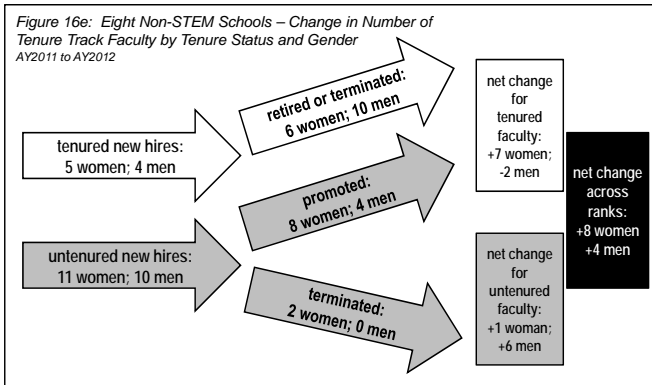 Figure 16e: Eight Non-STEM Schools – Change in Number of
Tenure Track Faculty by Tenure Status and Gender
AY2011 to AY2012
tenured new hires:
5 women; 4 men
retired or terminated:
6 women; 10 men
net change
for
tenured
faculty:
+7 women;
-2 men
untenured new hires:
11 women; 10 men
promoted:
8 women; 4 men
terminated:
2 women; 0 men
net change
for
untenured
faculty:
+1 woman;
+6 men
net change
across
ranks:
+8 women
+4 men